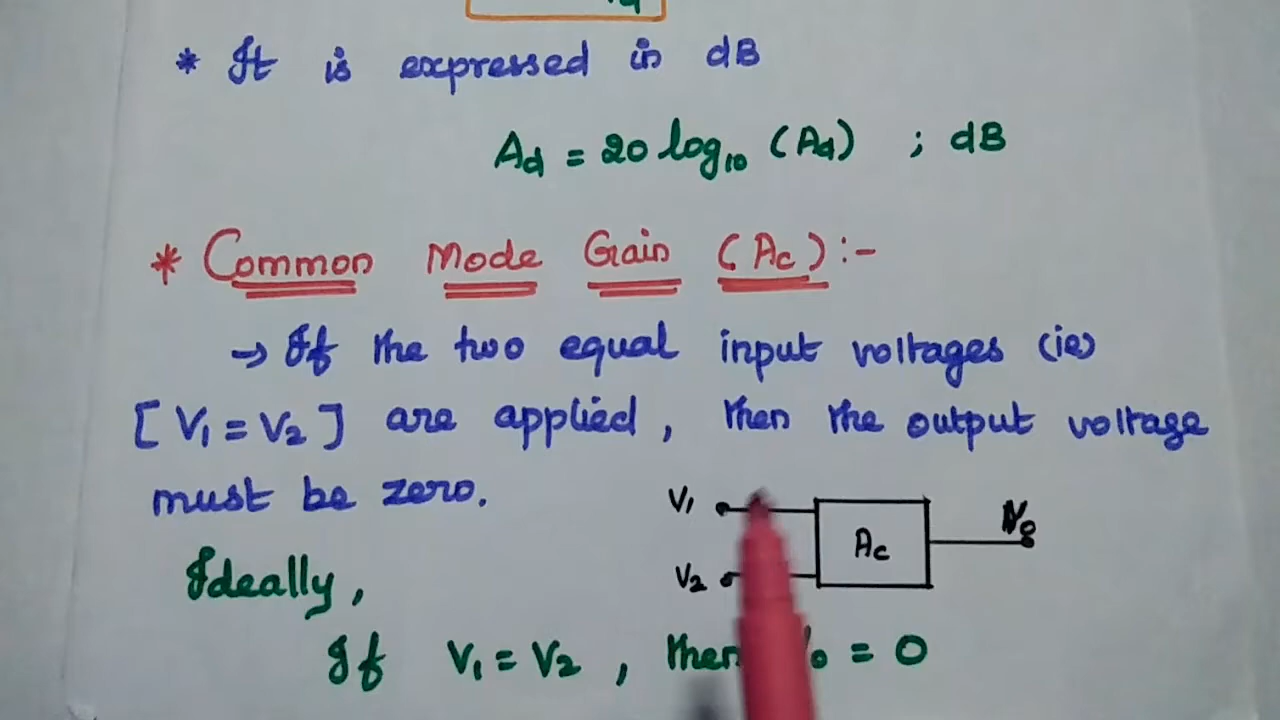 * It is expressed in dB
Ad = 20 log10 (Ad) ; dB
* Common Mode Gain (Ac):-
→ If the two equal input voltages (ie)
[V1 = V2] are applied, then the output voltage
must be zero.
V1
Ac
V2
Ideally,
If V1 = V2, then = 0